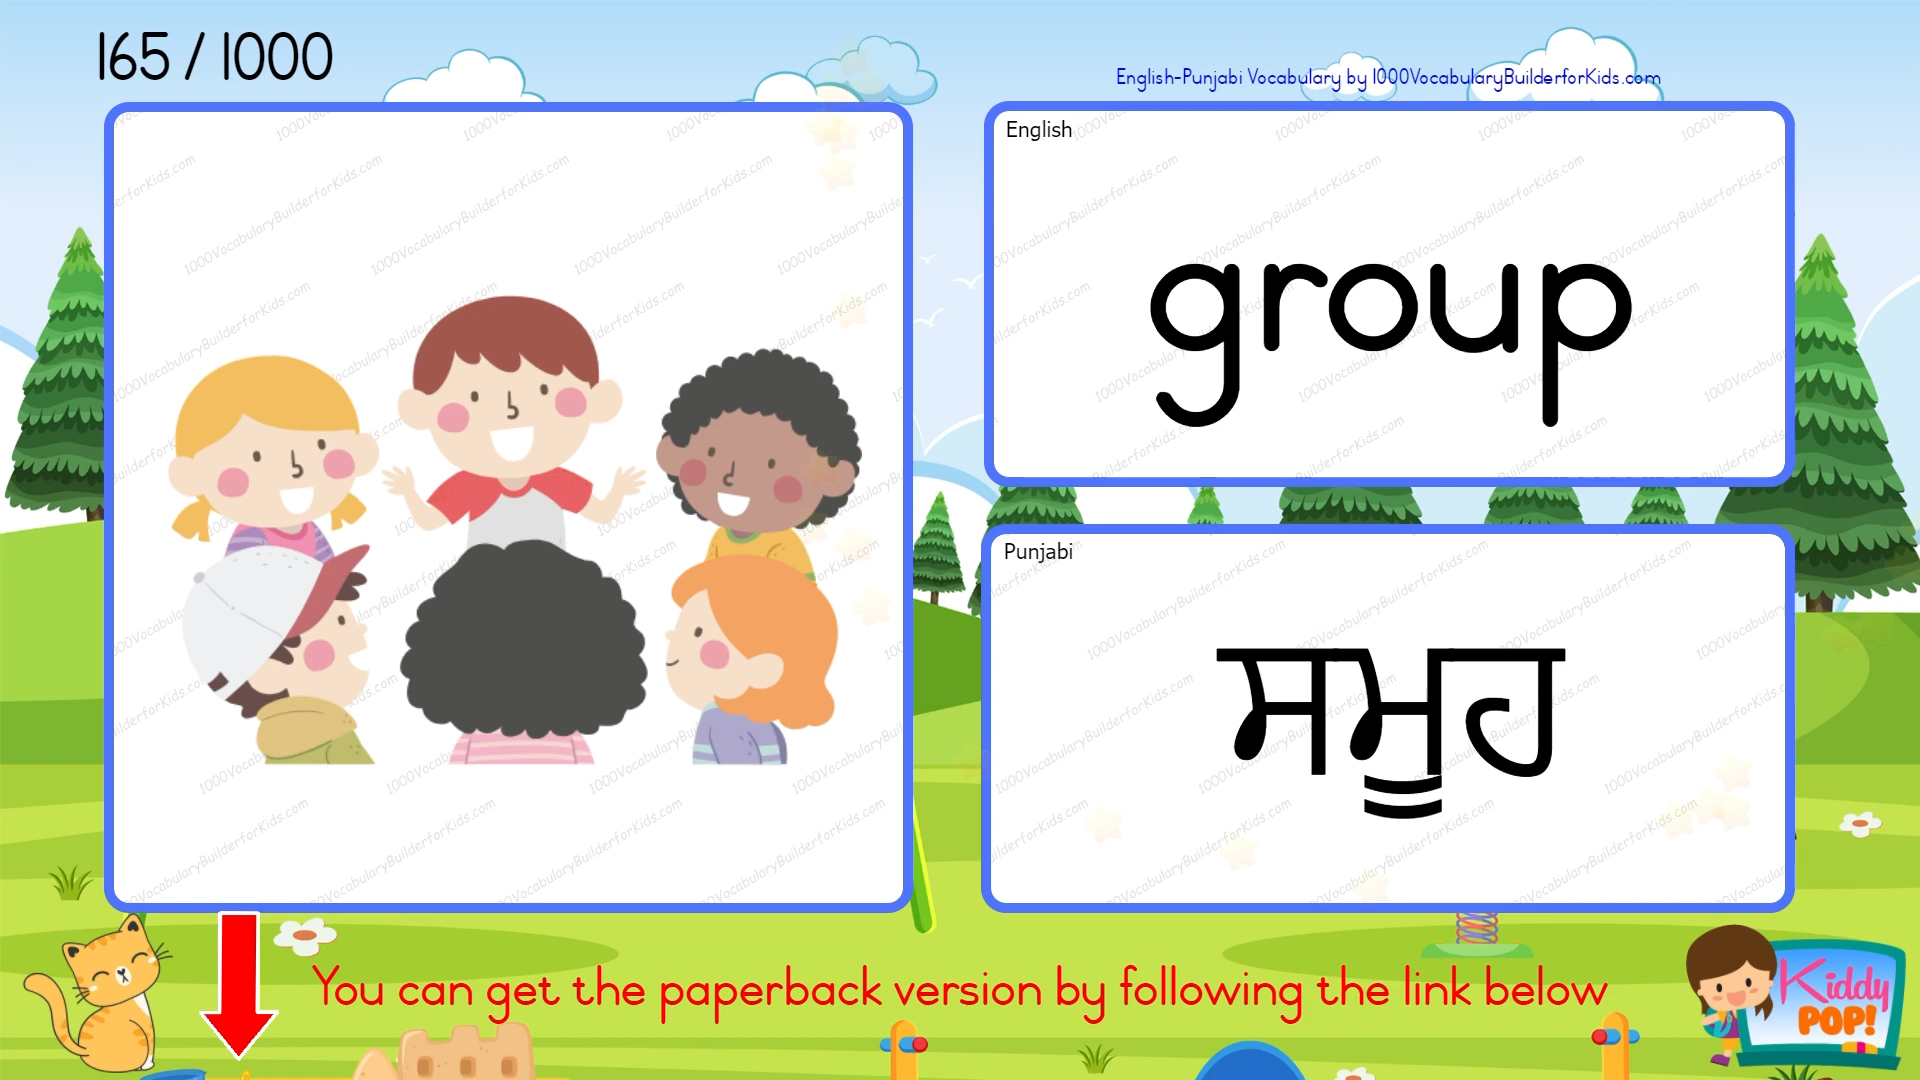 165 / 1000
English-Punjabi Vocabulary by 1000VocabularyBuilderforKids.com
English
group
Punjabi
ਸਮੂਹ
You can get the paperback version by following the link below
Kiddy
POP!